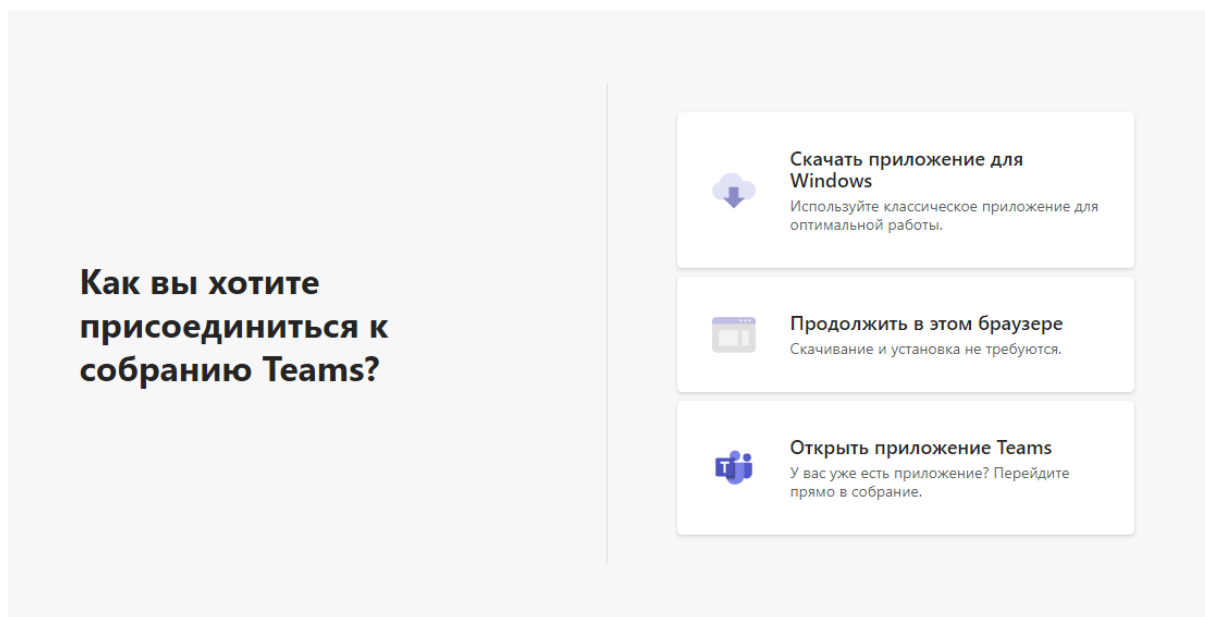 Как вы хотите
присоединиться к
собранию Teams?
Скачать приложение для
Windows
Используйте классическое приложение для
оптимальной работы.
Продолжить в этом браузере
Скачивание и установка не требуются.
T
Открыть приложение Teams
У вас уже есть приложение? Перейдите
прямо в собрание.